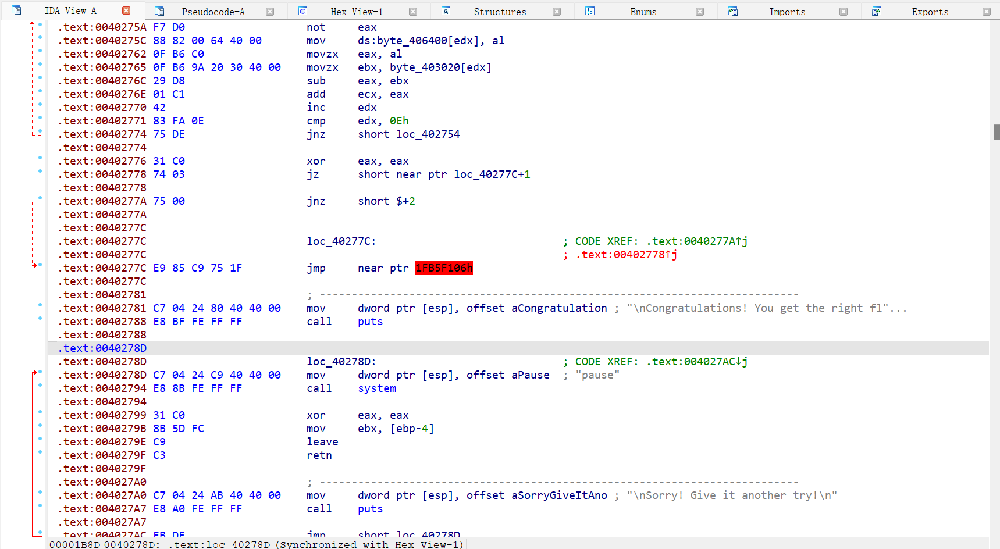 IDA View-A Pseudocode-A Hex View-1 Structures Enums Imports Exports
.text:0040275A F7 D0 not eax
.text:0040275C 88 82 00 64 40 00 mov ds:byte_406400[edx], al
.text:00402762 0F B6 C0 movzx eax, al
.text:00402765 0F B6 9A 20 30 40 00 movzx ebx, byte_403020[edx]
.text:0040276C 29 D8 sub eax, ebx
.text:0040276E 01 C1 add ecx, eax
.text:00402770 42 inc edx
.text:00402771 83 FA 0E cmp edx, 0Eh
.text:00402774 75 DE jnz short loc_402754
.text:00402774
.text:00402776 31 C0 xor eax, eax
.text:00402778 74 03 jz short near ptr loc_40277C+1
.text:00402778
.text:0040277A 75 00 jnz short $+2
.text:0040277A
.text:0040277C
.text:0040277C loc_40277C: ; CODE XREF: .text:0040277A↑j
.text:0040277C ; .text:00402778↑j
.text:0040277C E9 85 C9 75 1F jmp near ptr 1FB5F106h
.text:0040277C
.text:00402781 ; ---------------------------------------------------------------------------
.text:00402781 C7 04 24 80 40 40 00 mov dword ptr [esp], offset aCongratulation ; "\nCongratulations! You get the right fl"...
.text:00402788 E8 BF FE FF FF call puts
.text:00402788
.text:0040278D
.text:0040278D loc_40278D: ; CODE XREF: .text:004027AC↓j
.text:0040278D C7 04 24 C9 40 40 00 mov dword ptr [esp], offset aPause ; "pause"
.text:00402794 E8 8B FE FF FF call system
.text:00402794
.text:00402799 31 C0 xor eax, eax
.text:0040279B 8B 5D FC mov ebx, [ebp-4]
.text:0040279E C9 leave
.text:0040279F C3 retn
.text:0040279F
.text:004027A0 ; ---------------------------------------------------------------------------
.text:004027A0 C7 04 24 AB 40 40 00 mov dword ptr [esp], offset aSorryGiveItAno ; "\nSorry! Give it another try!\n"
.text:004027A7 E8 A0 FE FF FF call puts
.text:004027A7
.text:004027AC EB DF jmp short loc_40278D
00001B8D 0040278D: .text:loc_40278D (Synchronized with Hex View-1)